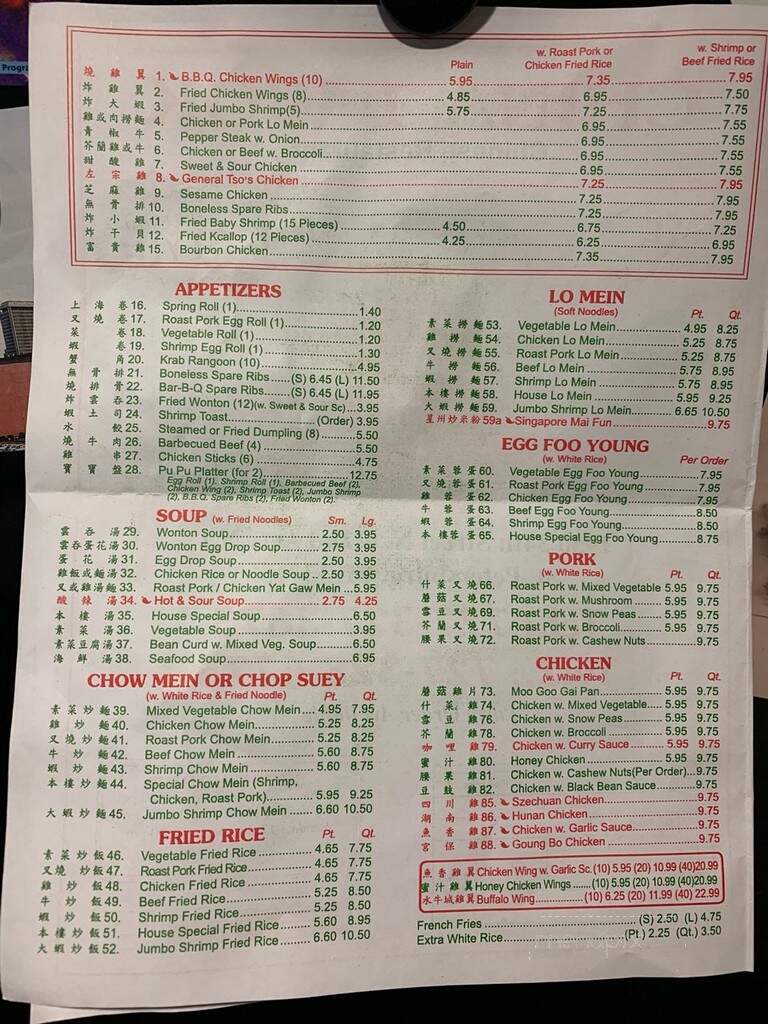 Progra
w. Roast Pork or w. Shrimp or
Plain Chicken Fried Rice Beef Fried Rice
燒雞翼 1. B.B.Q. Chicken Wings (10) 5.95 7.35 7.95
炸雞翼 2. Fried Chicken Wings (8) 4.85 6.95 7.50
炸大蝦 3. Fried Jumbo Shrimp(5) 5.75 7.25 7.75
雞或肉撈麵 4. Chicken or Pork Lo Mein 6.95 7.55
青椒牛 5. Pepper Steak w. Onion 6.95 7.55
芥蘭雞或牛 6. Chicken or Beef w. Broccoli 6.95 7.55
甜酸雞 7. Sweet & Sour Chicken 6.95 7.55
左宗雞 8. General Tso's Chicken 7.25 7.95
芝麻雞 9. Sesame Chicken 7.25 7.95
無骨排 10. Boneless Spare Ribs 7.25 7.95
炸小蝦 11. Fried Baby Shrimp (15 Pieces) 4.50 6.75 7.25
炸干貝 12. Fried Kcallop (12 Pieces) 4.25 6.25 6.95
富貴雞 15. Bourbon Chicken 7.35 7.95
APPETIZERS
上海卷 16. Spring Roll (1) 1.40
叉燒卷 17. Roast Pork Egg Roll (1) 1.20
菜卷 18. Vegetable Roll (1) 1.20
蝦卷 19. Shrimp Egg Roll (1) 1.30
蟹角 20. Krab Rangoon (10) 4.95
無骨排 21. Boneless Spare Ribs (S) 6.45 (L) 11.50
燒排骨 22. Bar-B-Q Spare Ribs (S) 6.45 (L) 11.95
炸雲吞 23. Fried Wonton (12)(w. Sweet & Sour Sc) 3.95
蝦土司 24. Shrimp Toast (Order) 3.95
水餃 25. Steamed or Fried Dumpling (8) 5.50
燒牛肉 26. Barbecued Beef (4) 5.50
雞串 27. Chicken Sticks (6) 4.75
寶寶盤 28. Pu Pu Platter (for 2) 12.75
Egg Roll (1), Shrimp Roll (1), Barbecued Beef (2),
Chicken Wing (2), Shrimp Toast (2), Jumbo Shrimp
(2), B.B.Q. Spare Ribs (2), Fried Wonton (2).
SOUP (w. Fried Noodles) Sm. Lg.
雲吞湯 29. Wonton Soup 2.50 3.95
雲吞蛋花湯 30. Wonton Egg Drop Soup 2.75 3.95
蛋花湯 31. Egg Drop Soup 2.50 3.95
雞飯或麵湯 32. Chicken Rice or Noodle Soup 2.50 3.95
叉或雞湯麵 33. Roast Pork / Chicken Yat Gaw Mein 5.95
酸辣湯 34. Hot & Sour Soup 2.75 4.25
本樓湯 35. House Special Soup 6.50
素菜湯 36. Vegetable Soup 3.95
素菜豆腐湯 37. Bean Curd w. Mixed Veg. Soup 6.50
海鮮湯 38. Seafood Soup 6.95
CHOW MEIN OR CHOP SUEY
(w. White Rice & Fried Noodle) Pt. Qt.
素菜炒麵 39. Mixed Vegetable Chow Mein 4.95 7.95
雞炒麵 40. Chicken Chow Mein 5.25 8.25
叉燒炒麵 41. Roast Pork Chow Mein 5.25 8.25
牛炒麵 42. Beef Chow Mein 5.60 8.75
蝦炒麵 43. Shrimp Chow Mein 5.60 8.75
本樓炒麵 44. Special Chow Mein (Shrimp,
Chicken, Roast Pork) 5.95 9.25
大蝦炒麵 45. Jumbo Shrimp Chow Mein 6.60 10.50
FRIED RICE Pt. Qt.
素菜炒飯 46. Vegetable Fried Rice 4.65 7.75
叉燒炒飯 47. Roast Pork Fried Rice 4.65 7.75
雞炒飯 48. Chicken Fried Rice 4.65 7.75
牛炒飯 49. Beef Fried Rice 5.25 8.50
蝦炒飯 50. Shrimp Fried Rice 5.25 8.50
本樓炒飯 51. House Special Fried Rice 5.60 8.95
大蝦炒飯 52. Jumbo Shrimp Fried Rice 6.60 10.50
LO MEIN
(Soft Noodles) Pt. Qt.
素菜撈麵 53. Vegetable Lo Mein 4.95 8.25
雞撈麵 54. Chicken Lo Mein 5.25 8.75
叉燒撈麵 55. Roast Pork Lo Mein 5.25 8.75
牛撈麵 56. Beef Lo Mein 5.75 8.95
蝦撈麵 57. Shrimp Lo Mein 5.75 8.95
本樓撈麵 58. House Lo Mein 5.95 9.25
大蝦撈麵 59. Jumbo Shrimp Lo Mein 6.65 10.50
星州炒米粉 59a Singapore Mai Fun 9.75
EGG FOO YOUNG
(w. White Rice) Per Order
素菜蓉蛋 60. Vegetable Egg Foo Young 7.95
叉燒蓉蛋 61. Roast Pork Egg Foo Young 7.95
雞蓉蛋 62. Chicken Egg Foo Young 7.95
牛蓉蛋 63. Beef Egg Foo Young 8.50
蝦蓉蛋 64. Shrimp Egg Foo Young 8.50
本樓蓉蛋 65. House Special Egg Foo Young 8.75
PORK
(w. White Rice) Pt. Qt.
什菜叉燒 66. Roast Pork w. Mixed Vegetable 5.95 9.75
蘑菇叉燒 67. Roast Pork w. Mushroom 5.95 9.75
雪豆叉燒 69. Roast Pork w. Snow Peas 5.95 9.75
芥蘭叉燒 71. Roast Pork w. Broccoli 5.95 9.75
腰果叉燒 72. Roast Pork w. Cashew Nuts 9.75
CHICKEN
(w. White Rice) Pt. Qt.
蘑菇雞片 73. Moo Goo Gai Pan 5.95 9.75
什菜雞 74. Chicken w. Mixed Vegetable 5.95 9.75
雪豆雞 76. Chicken w. Snow Peas 5.95 9.75
芥蘭雞 78. Chicken w. Broccoli 5.95 9.75
咖哩雞 79. Chicken w. Curry Sauce 5.95 9.75
蜜汁雞 80. Honey Chicken 5.95 9.75
腰果雞 81. Chicken w. Cashew Nuts(Per Order) 9.75
豆豉雞 82. Chicken w. Black Bean Sauce 9.75
四川雞 85. Szechuan Chicken 9.75
湖南雞 86. Hunan Chicken 9.75
魚香雞 87. Chicken w. Garlic Sauce 9.75
宮保雞 88. Goung Bo Chicken 9.75
魚香雞翼 Chicken Wing w. Garlic Sc. (10) 5.95 (20) 10.99 (40)20.99
蜜汁雞翼 Honey Chicken Wings (10) 5.95 (20) 10.99 (40)20.99
水牛城雞翼 Buffalo Wing (10) 6.25 (20) 11.99 (40) 22.99
French Fries (S) 2.50 (L) 4.75
Extra White Rice (Pt.) 2.25 (Qt.) 3.50